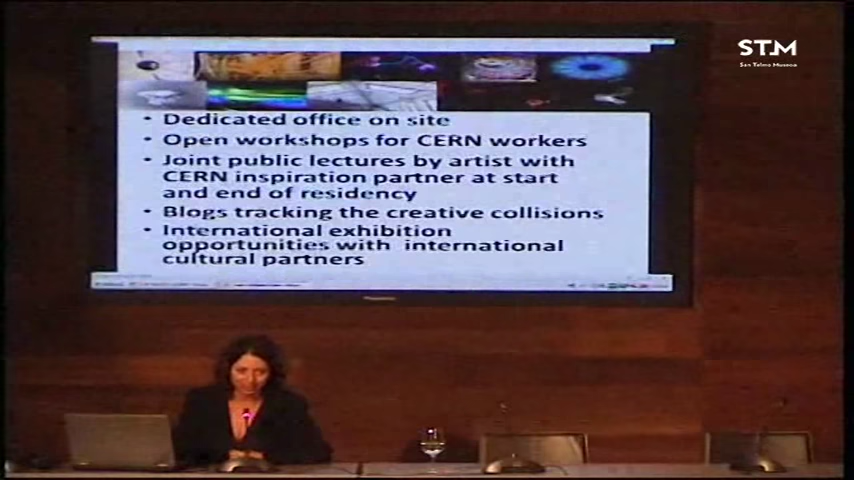 STM
San Telmo Museoa
• Dedicated office on site
• Open workshops for CERN workers
• Joint public lectures by artist with
CERN inspiration partner at start
and end of residency
• Blogs tracking the creative collisions
• International exhibition
opportunities with international
cultural partners